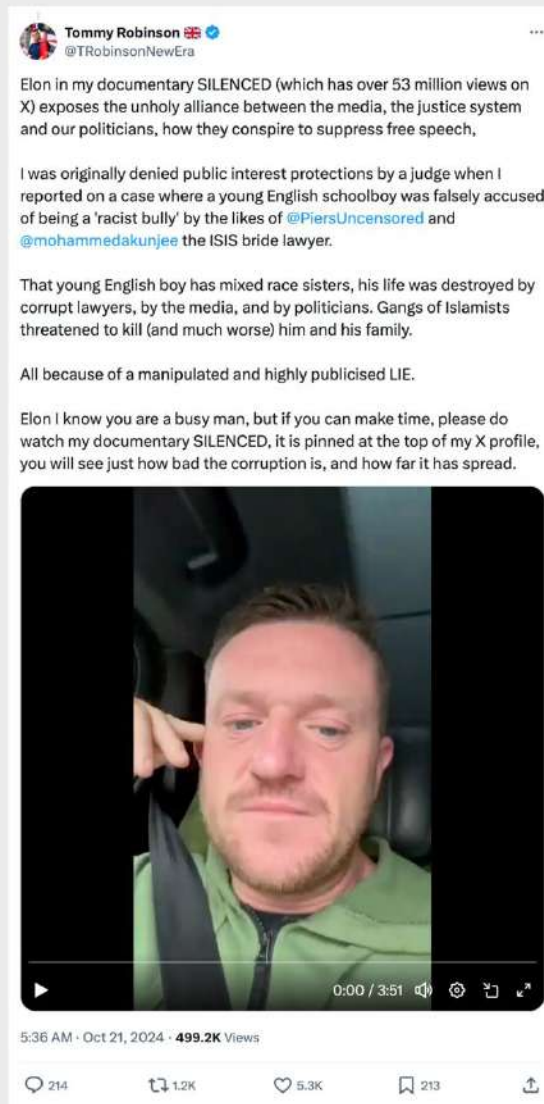 Tommy Robinson 🇬🇧
@TRobinsonNewEra
Elon in my documentary SILENCED (which has over 53 million views on
X) exposes the unholy alliance between the media, the justice system
and our politicians, how they conspire to suppress free speech,
I was originally denied public interest protections by a judge when I
reported on a case where a young English schoolboy was falsely accused
of being a 'racist bully' by the likes of @PiersUncensored and
@mohammedakunjee the ISIS bride lawyer.
That young English boy has mixed race sisters, his life was destroyed by
corrupt lawyers, by the media, and by politicians. Gangs of Islamists
threatened to kill (and much worse) him and his family.
All because of a manipulated and highly publicised LIE.
Elon I know you are a busy man, but if you can make time, please do
watch my documentary SILENCED, it is pinned at the top of my X profile,
you will see just how bad the corruption is, and how far it has spread.
0:00 / 3:51
5:36 AM · Oct 21, 2024 · 499.2K Views
214 1.2K 5.3K 213